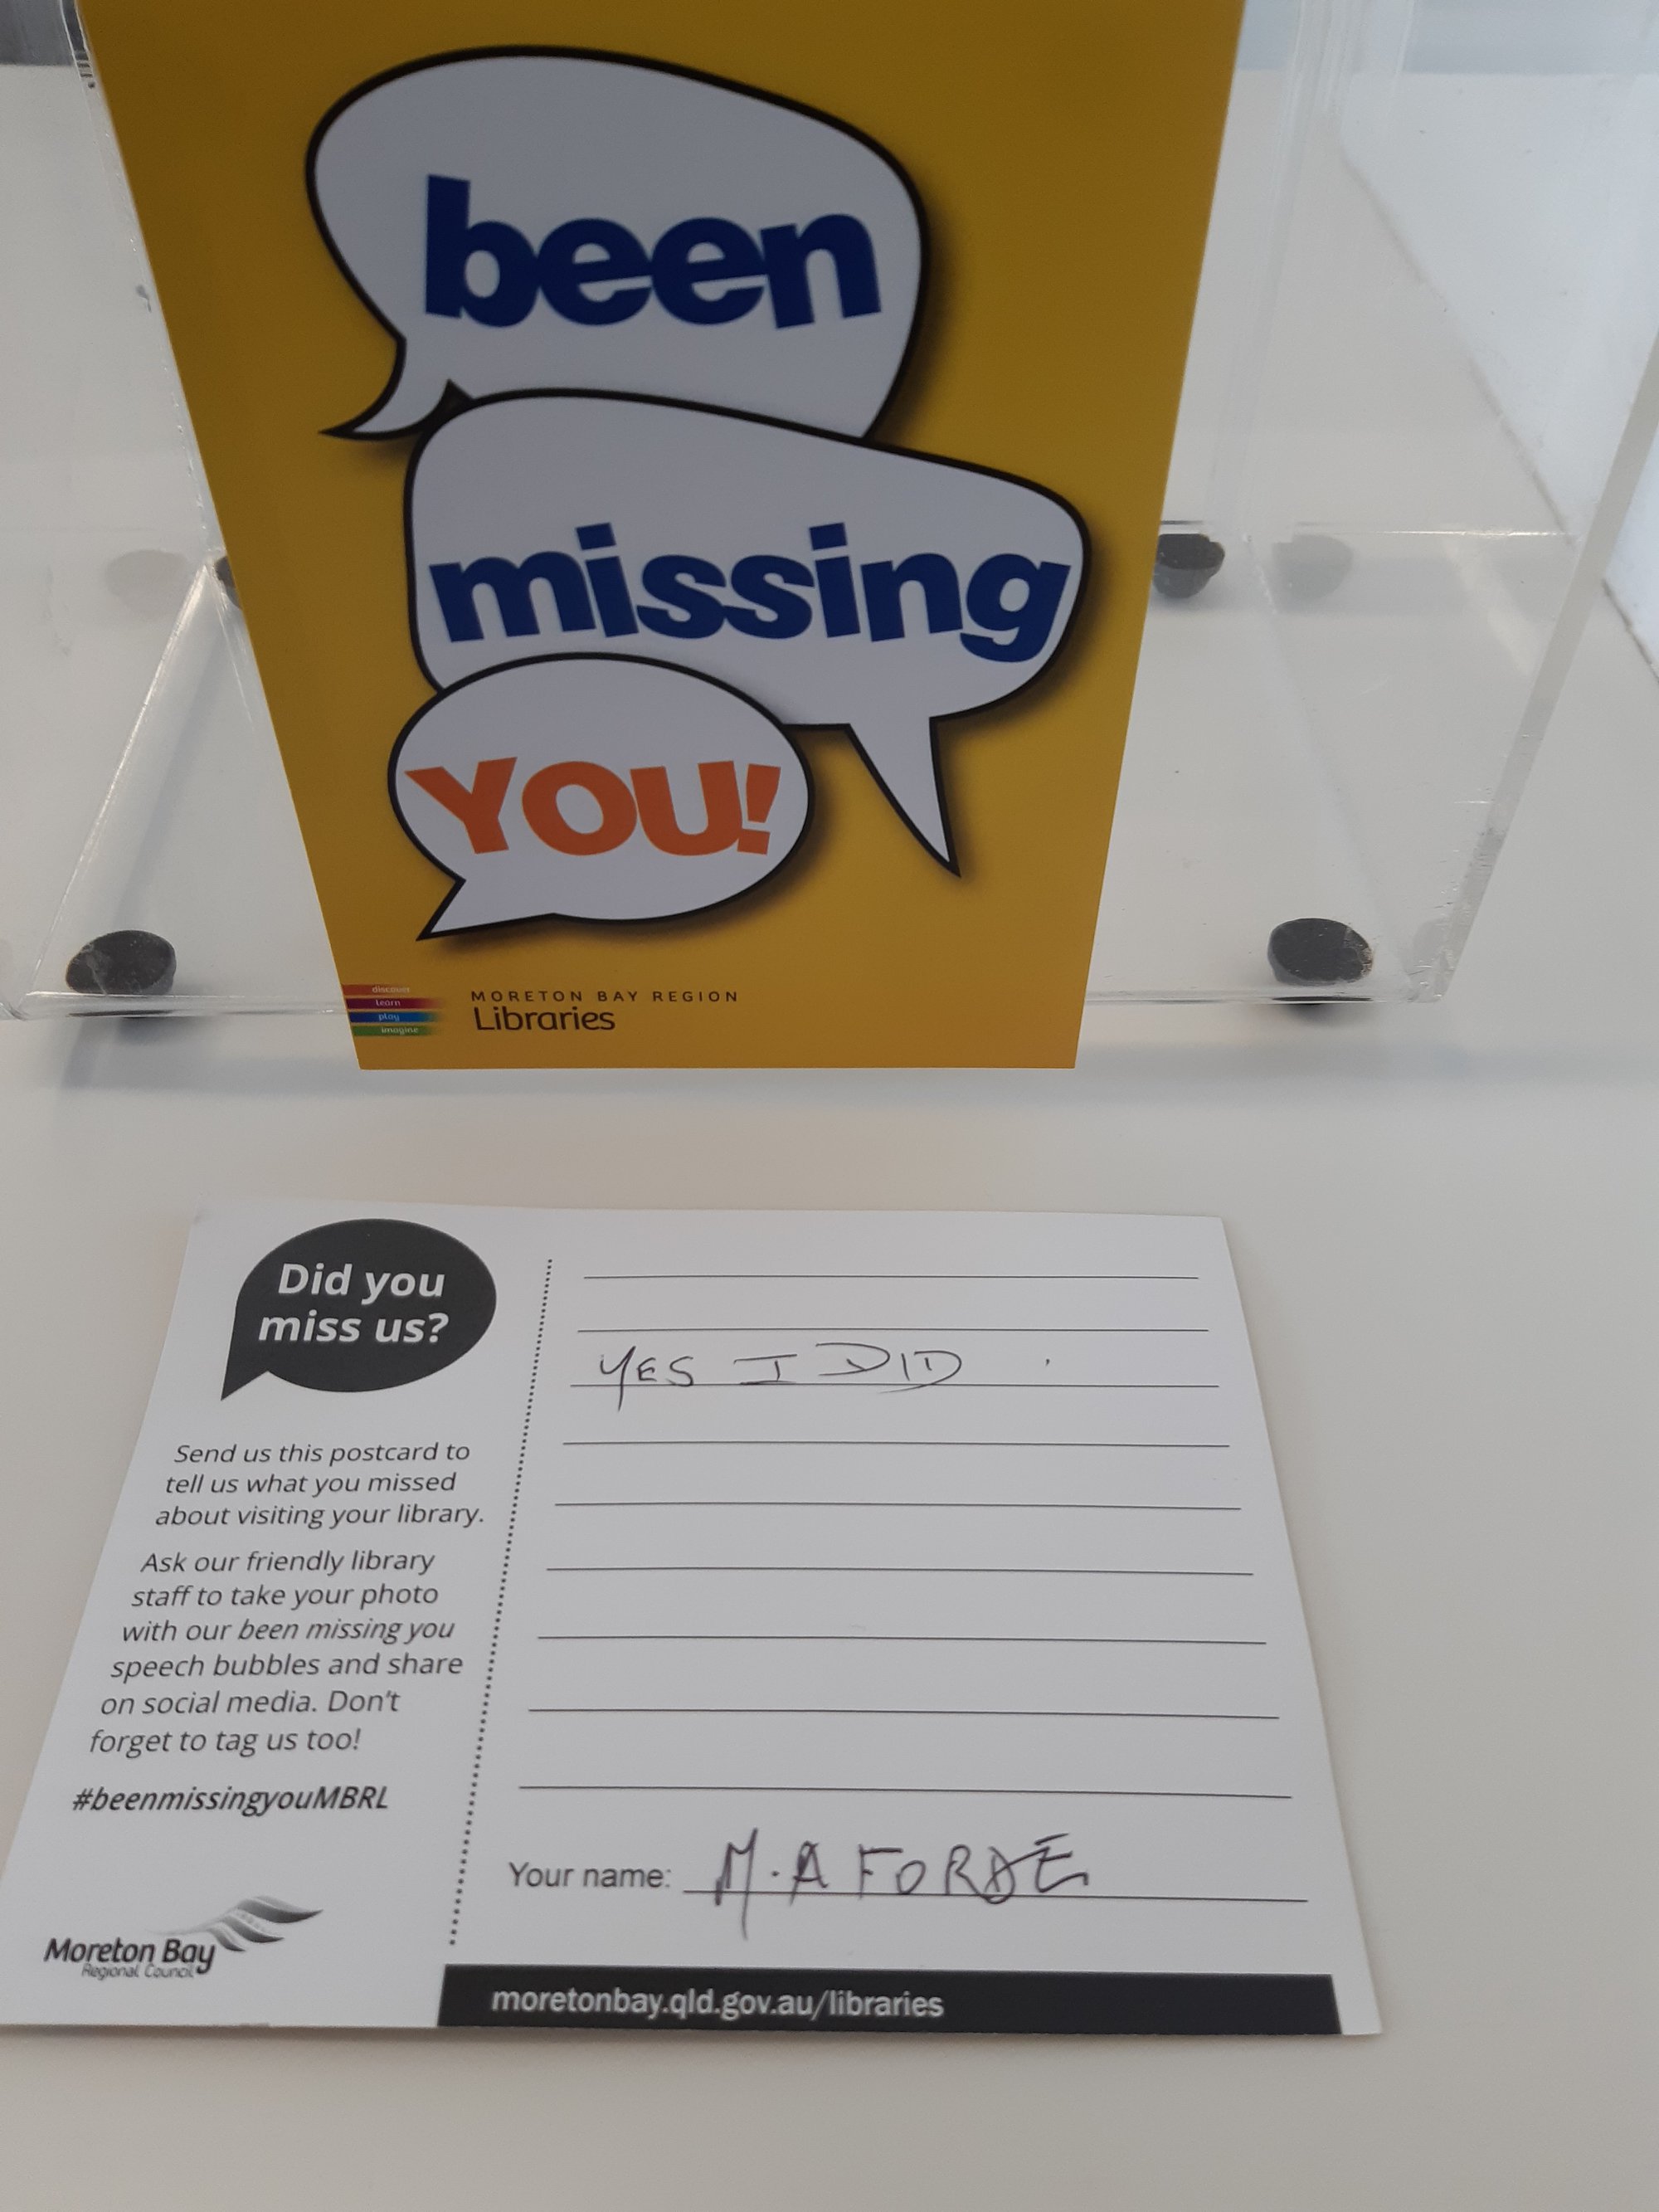 been
missing
YOU!
discover
learn
play
imagine
MORETON BAY REGION
Libraries
Did you
miss us?
Send us this postcard to
tell us what you missed
about visiting your library.
Ask our friendly library
staff to take your photo
with our been missing you
speech bubbles and share
on social media. Don't
forget to tag us too!
#beenmissingyouMBRL
Moreton Bay
Regional Council
YES I DID
Your name: M.A FORDE
moretonbay.qld.gov.au/libraries